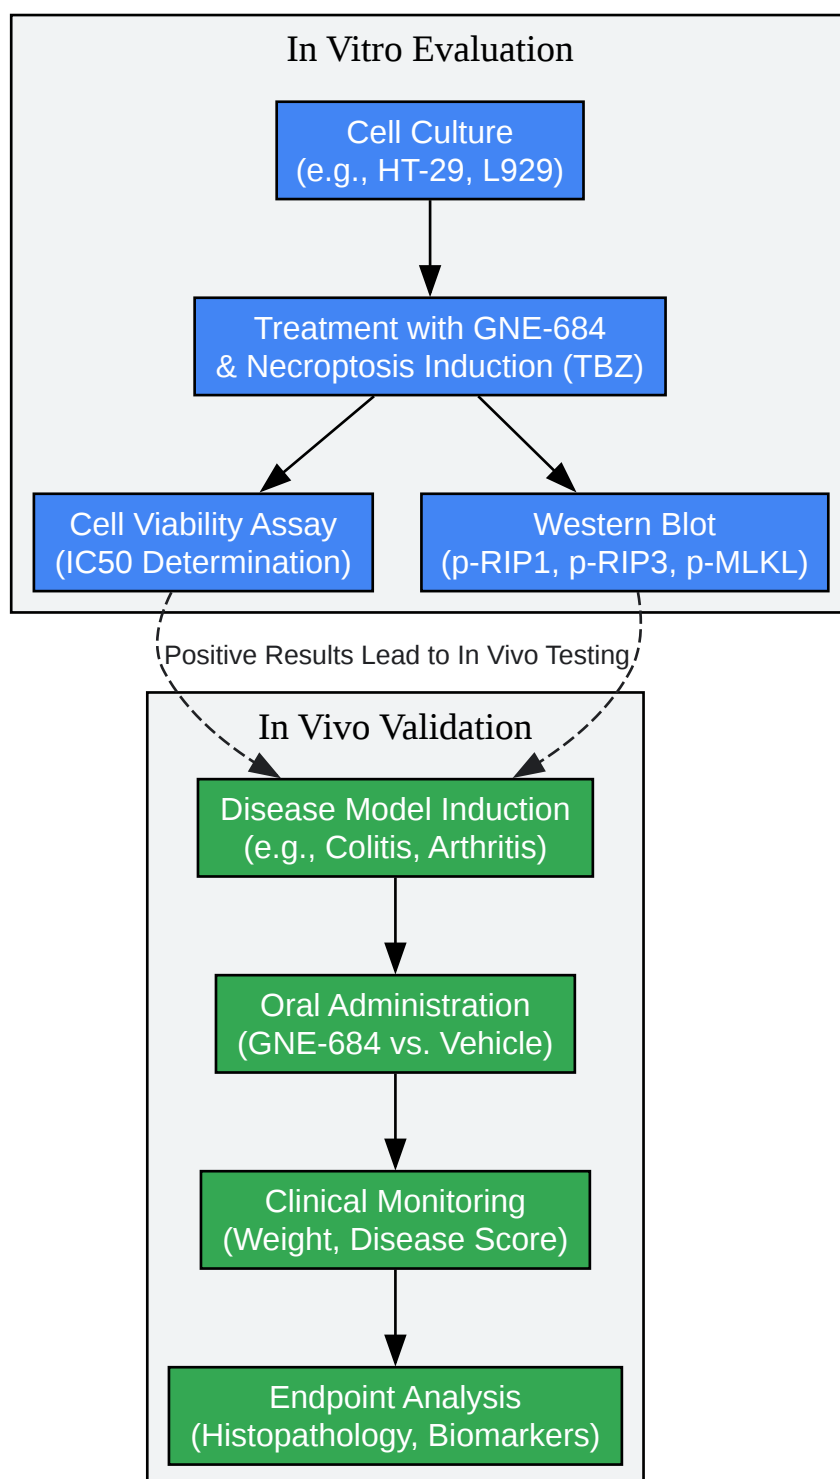 In Vitro Evaluation
Cell Culture
(e.g., HT-29, L929)
Treatment with GNE-684
& Necroptosis Induction (TBZ)
Cell Viability Assay
(IC50 Determination)
Western Blot
(p-RIP1, p-RIP3, p-MLKL)
Positive Results Lead to In Vivo Testing
In Vivo Validation
Disease Model Induction
(e.g., Colitis, Arthritis)
Oral Administration
(GNE-684 vs. Vehicle)
Clinical Monitoring
(Weight, Disease Score)
Endpoint Analysis
(Histopathology, Biomarkers)